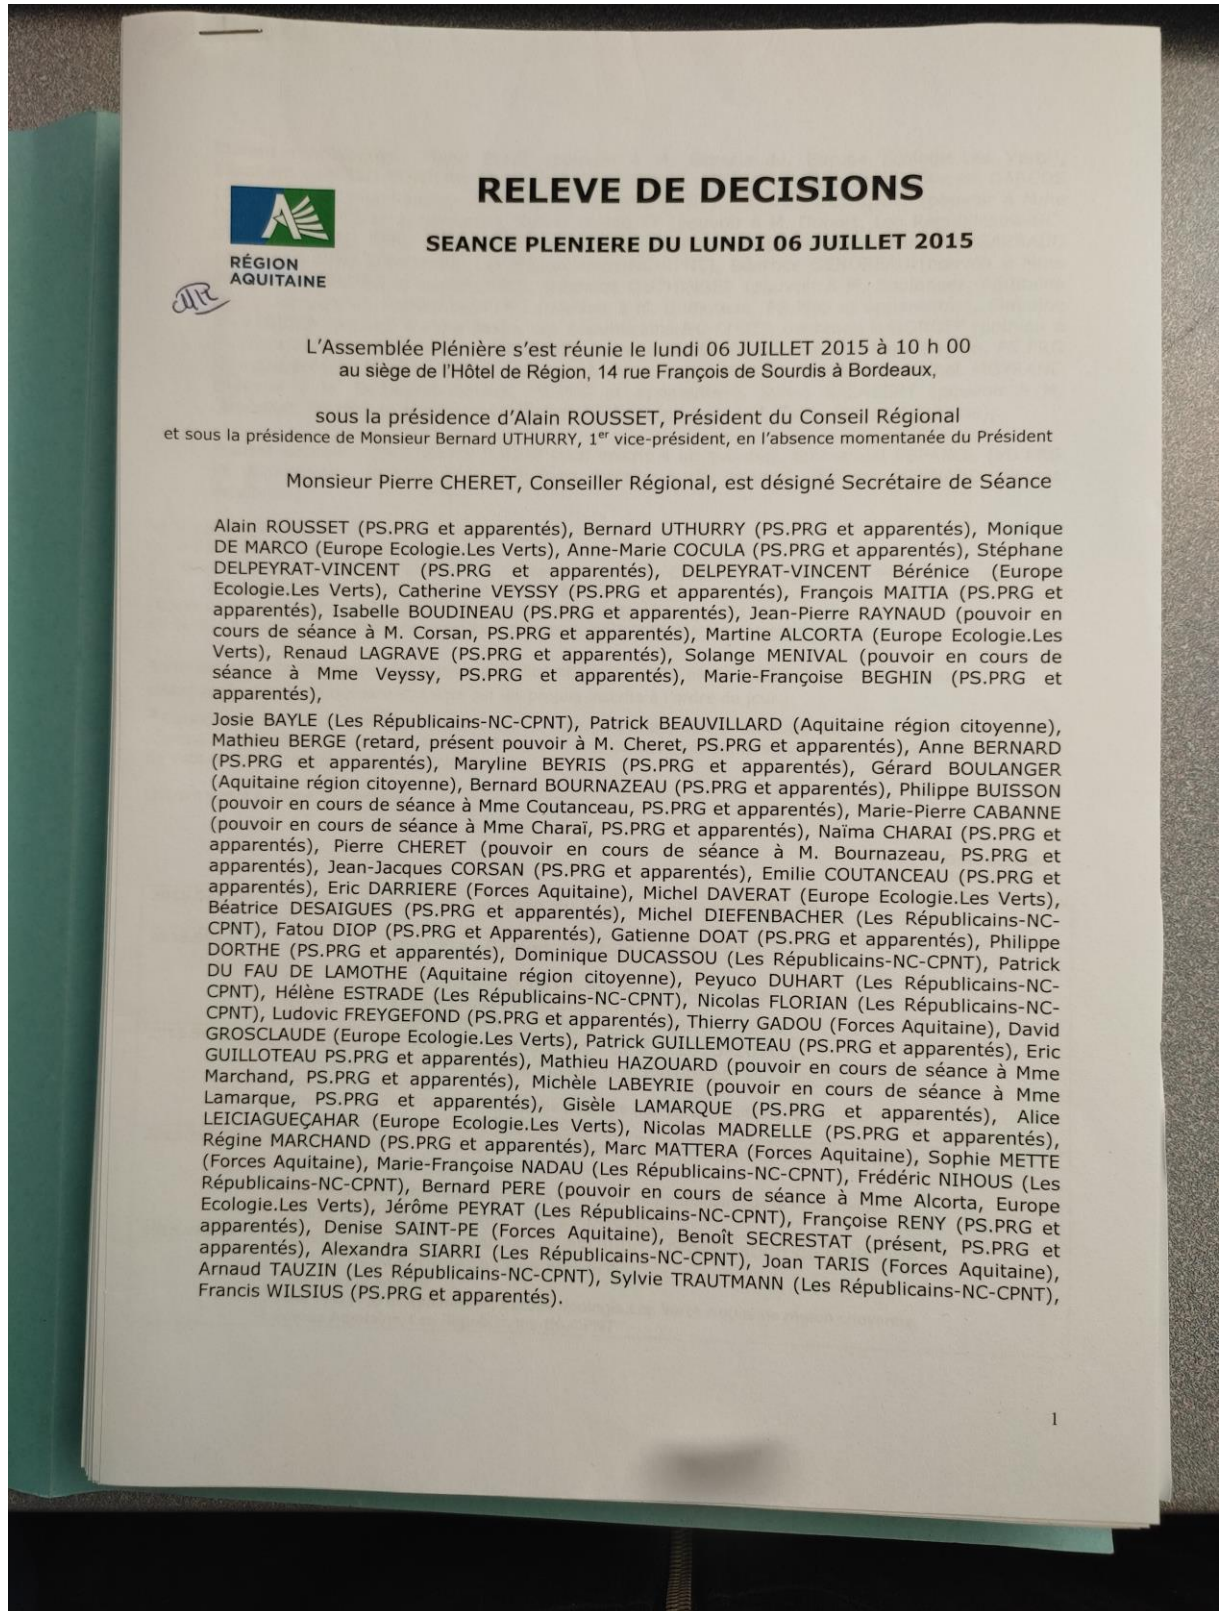 RELEVE DE DECISIONS
SEANCE PLENIERE DU LUNDI 06 JUILLET 2015
RÉGION
AQUITAINE
L'Assemblée Plénière s'est réunie le lundi 06 JUILLET 2015 à 10 h 00
au siège de l'Hôtel de Région, 14 rue François de Sourdis à Bordeaux,
sous la présidence d'Alain ROUSSET, Président du Conseil Régional
et sous la présidence de Monsieur Bernard UTHURRY, 1er vice-président, en l'absence momentanée du Président
Monsieur Pierre CHERET, Conseiller Régional, est désigné Secrétaire de Séance
Alain ROUSSET (PS.PRG et apparentés), Bernard UTHURRY (PS.PRG et apparentés), Monique
DE MARCO (Europe Ecologie.Les Verts), Anne-Marie COCULA (PS.PRG et apparentés), Stéphane
DELPEYRAT-VINCENT (PS.PRG et apparentés), DELPEYRAT-VINCENT Bérénice (Europe
Ecologie.Les Verts), Catherine VEYSSY (PS.PRG et apparentés), François MAITIA (PS.PRG et
apparentés), Isabelle BOUDINEAU (PS.PRG et apparentés), Jean-Pierre RAYNAUD (pouvoir en
cours de séance à M. Corsan, PS.PRG et apparentés), Martine ALCORTA (Europe Ecologie.Les
Verts), Renaud LAGRAVE (PS.PRG et apparentés), Solange MENIVAL (pouvoir en cours de
séance à Mme Veyssy, PS.PRG et apparentés), Marie-Françoise BEGHIN (PS.PRG et
apparentés),
Josie BAYLE (Les Républicains-NC-CPNT), Patrick BEAUVILLARD (Aquitaine région citoyenne),
Mathieu BERGE (retard, présent pouvoir à M. Cheret, PS.PRG et apparentés), Anne BERNARD
(PS.PRG et apparentés), Maryline BEYRIS (PS.PRG et apparentés), Gérard BOULANGER
(Aquitaine région citoyenne), Bernard BOURNAZEAU (PS.PRG et apparentés), Philippe BUISSON
(pouvoir en cours de séance à Mme Coutanceau, PS.PRG et apparentés), Marie-Pierre CABANNE
(pouvoir en cours de séance à Mme Charaï, PS.PRG et apparentés), Naïma CHARAI (PS.PRG et
apparentés), Pierre CHERET (pouvoir en cours de séance à M. Bournazeau, PS.PRG et
apparentés), Jean-Jacques CORSAN (PS.PRG et apparentés), Emilie COUTANCEAU (PS.PRG et
apparentés), Eric DARRIERE (Forces Aquitaine), Michel DAVERAT (Europe Ecologie.Les Verts),
Béatrice DESAIGUES (PS.PRG et apparentés), Michel DIEFENBACHER (Les Républicains-NC-
CPNT), Fatou DIOP (PS.PRG et Apparentés), Gatienne DOAT (PS.PRG et apparentés), Philippe
DORTHE (PS.PRG et apparentés), Dominique DUCASSOU (Les Républicains-NC-CPNT), Patrick
DU FAU DE LAMOTHE (Aquitaine région citoyenne), Peyuco DUHART (Les Républicains-NC-
CPNT), Hélène ESTRADE (Les Républicains-NC-CPNT), Nicolas FLORIAN (Les Républicains-NC-
CPNT), Ludovic FREYGEFOND (PS.PRG et apparentés), Thierry GADOU (Forces Aquitaine), David
GROSCLAUDE (Europe Ecologie.Les Verts), Patrick GUILLEMOTEAU (PS.PRG et apparentés), Eric
GUILLOTEAU PS.PRG et apparentés), Mathieu HAZOUARD (pouvoir en cours de séance à Mme
Marchand, PS.PRG et apparentés), Michèle LABEYRIE (pouvoir en cours de séance à Mme
Lamarque, PS.PRG et apparentés), Gisèle LAMARQUE (PS.PRG et apparentés), Alice
LEICIAGUEÇAHAR (Europe Ecologie.Les Verts), Nicolas MADRELLE (PS.PRG et apparentés),
Régine MARCHAND (PS.PRG et apparentés), Marc MATTERA (Forces Aquitaine), Sophie METTE
(Forces Aquitaine), Marie-Françoise NADAU (Les Républicains-NC-CPNT), Frédéric NIHOUS (Les
Républicains-NC-CPNT), Bernard PERE (pouvoir en cours de séance à Mme Alcorta, Europe
Ecologie.Les Verts), Jérôme PEYRAT (Les Républicains-NC-CPNT), Françoise RENY (PS.PRG et
apparentés), Denise SAINT-PE (Forces Aquitaine), Benoît SECRESTAT (présent, PS.PRG et
apparentés), Alexandra SIARRI (Les Républicains-NC-CPNT), Joan TARIS (Forces Aquitaine),
Arnaud TAUZIN (Les Républicains-NC-CPNT), Sylvie TRAUTMANN (Les Républicains-NC-CPNT),
Francis WILSIUS (PS.PRG et apparentés).
1